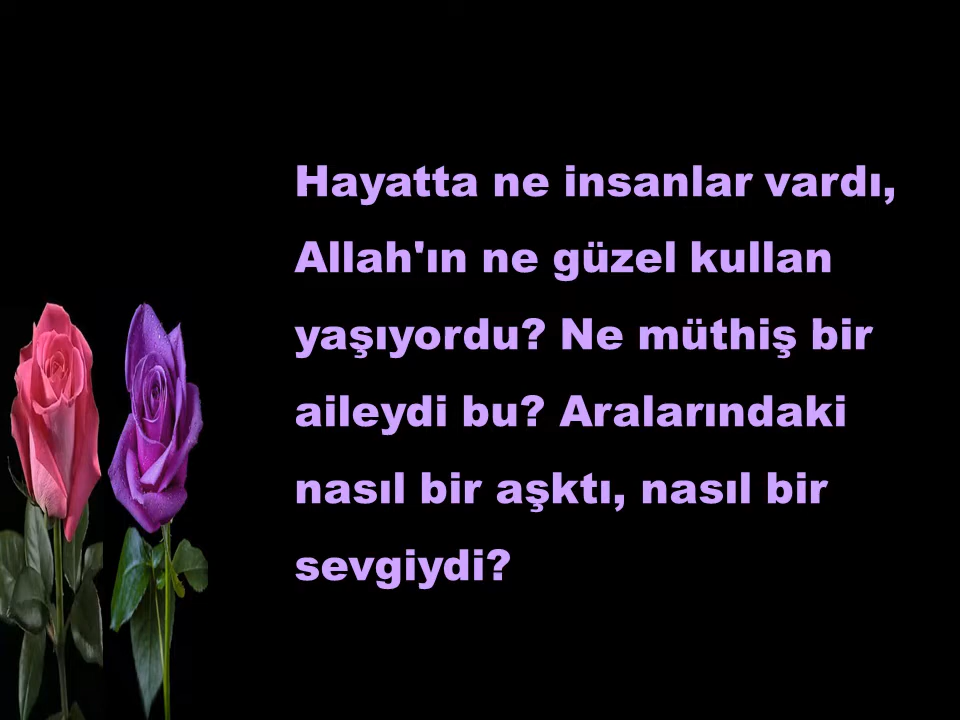 Hayatta ne insanlar vardı,
Allah'ın ne güzel kullan
yaşıyordu? Ne müthiş bir
aileydi bu? Aralarındaki
nasıl bir aşktı, nasıl bir
sevgiydi?